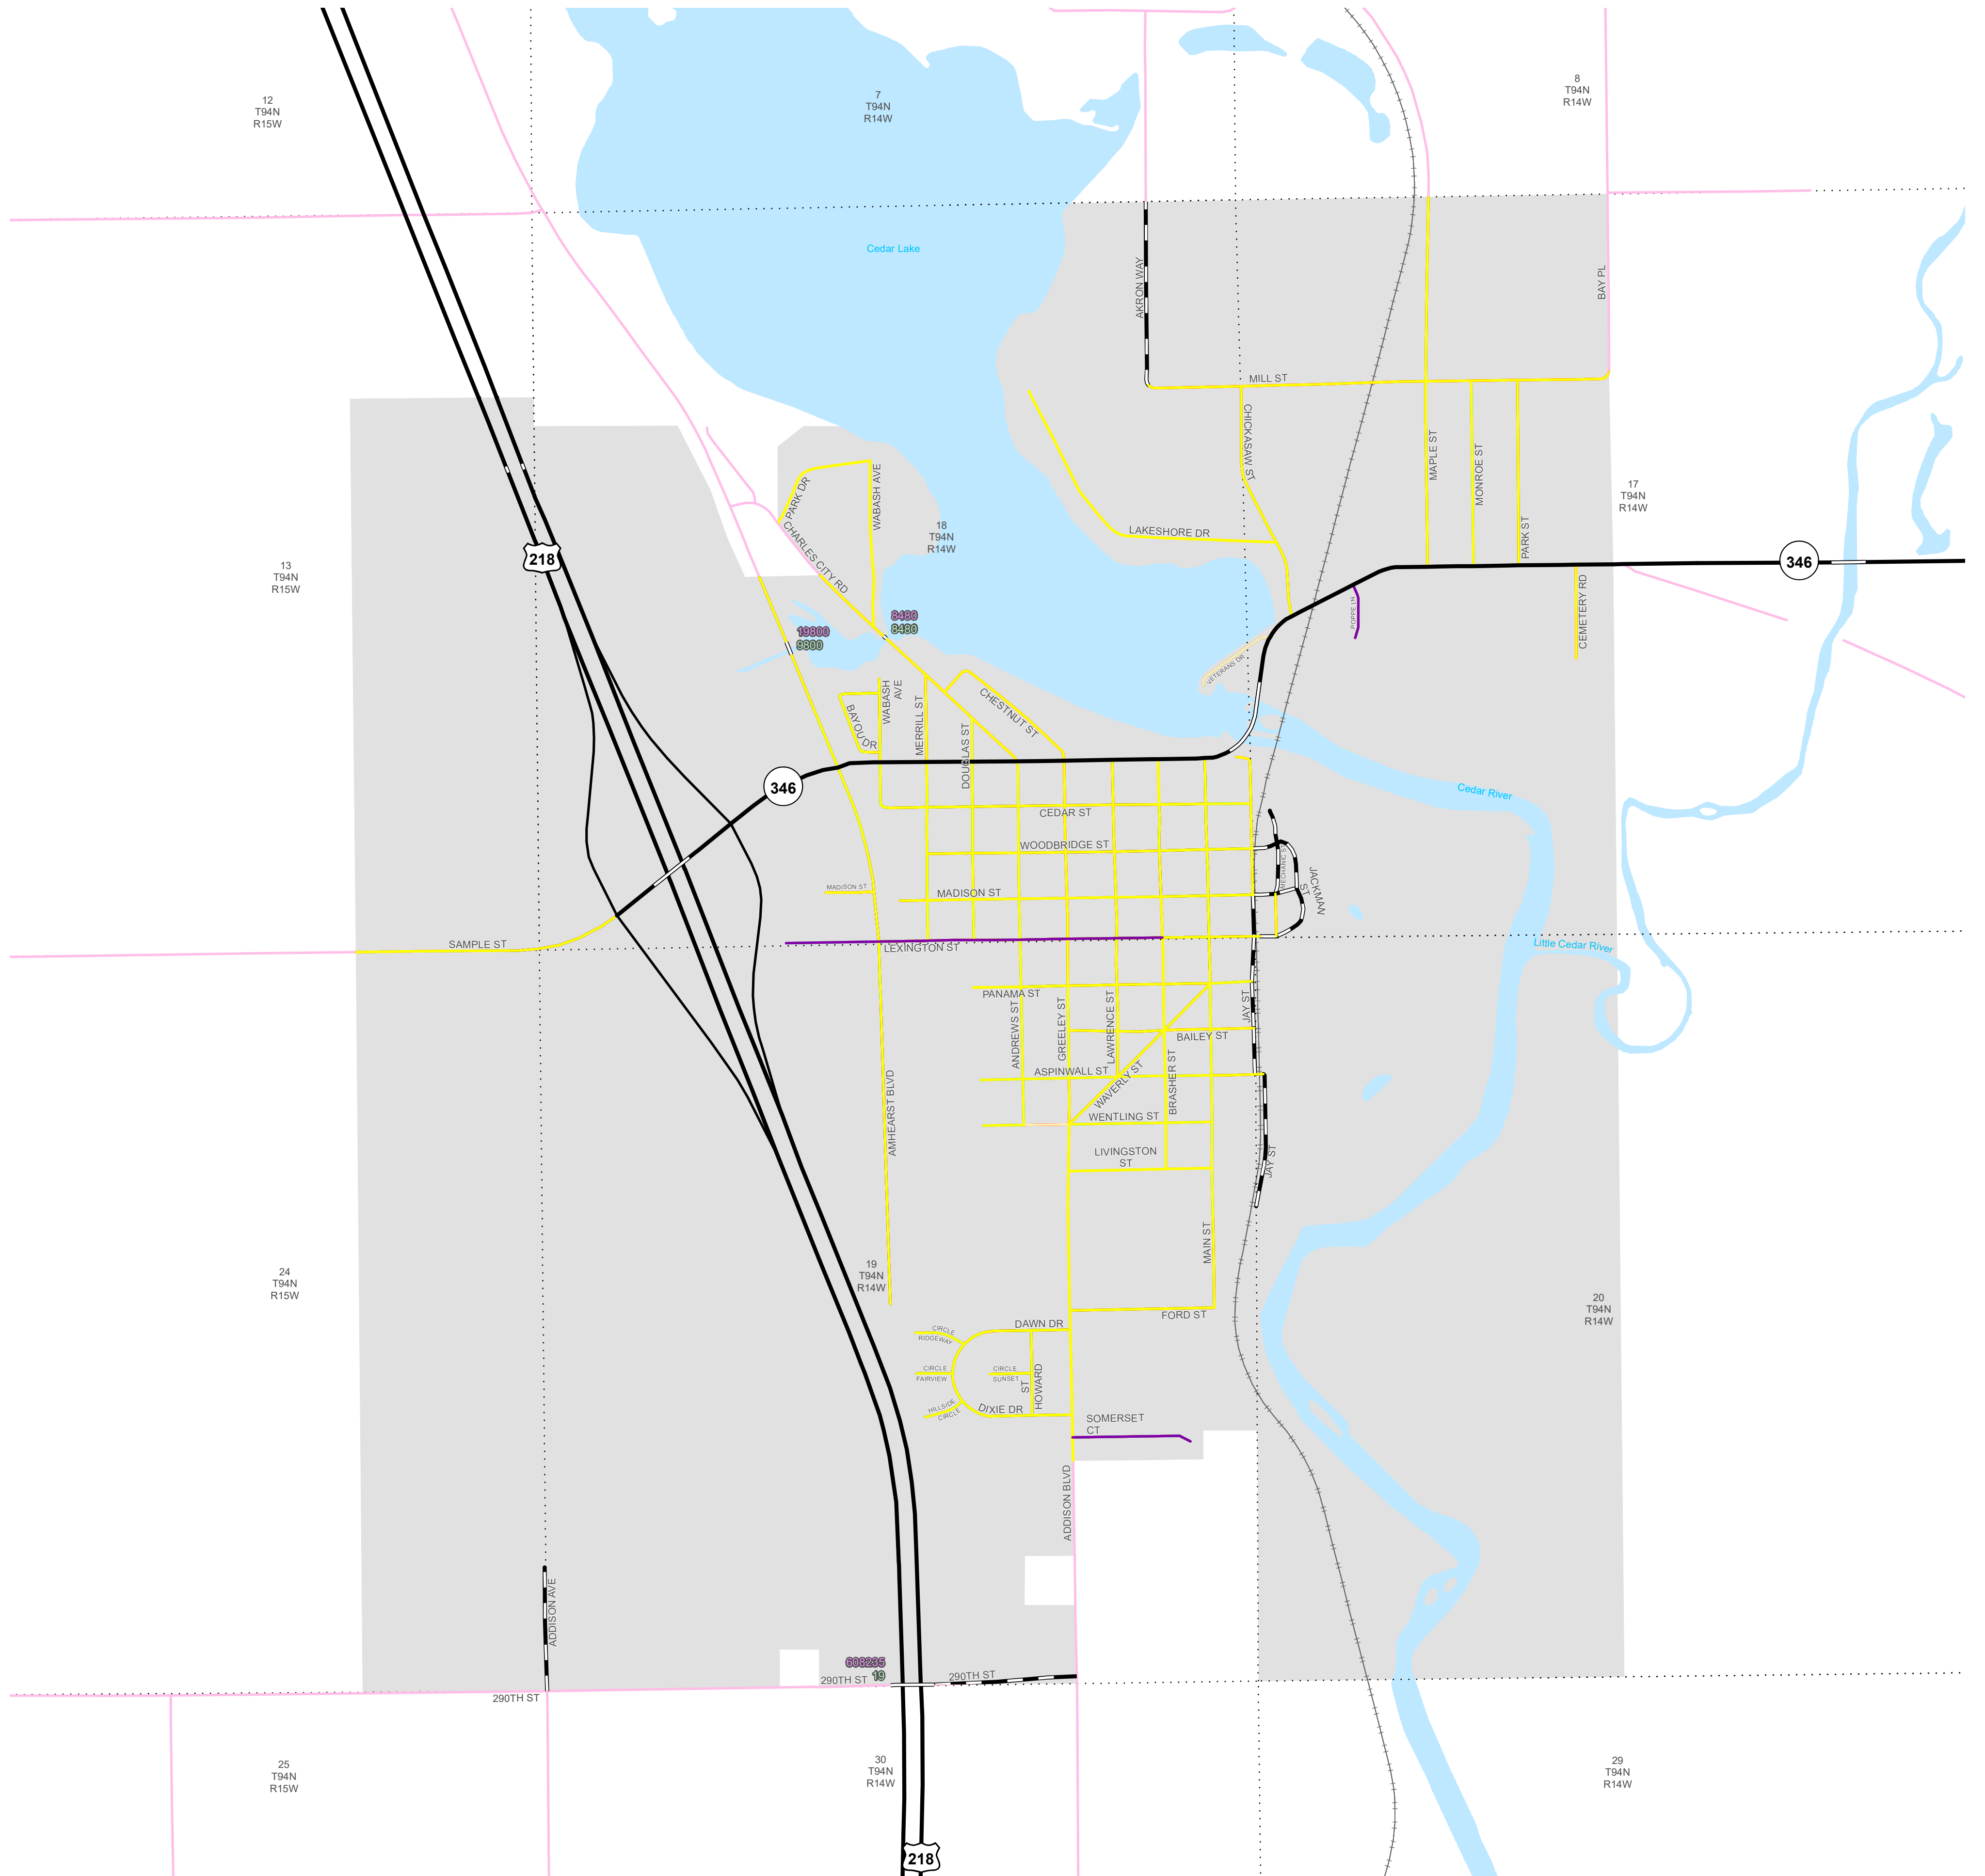 12
T94N
R15W
7
T94N
R14W
8
T94N
R14W
Cedar Lake
AKRON WAY
BAY PL
MILL ST
CHICKASAW ST
MAPLE ST
MONROE ST
PARK ST
WABASH AVE
PARK DR
CHARLES CITY RD
18
T94N
R14W
LAKESHORE DR
17
T94N
R14W
218
346
13
T94N
R15W
8480
8480
19800
9800
POPPE LN
CEMETERY RD
VETERANS DR
WABASH
AVE
BAYOU DR
MERRILL ST
DOUGLAS ST
CHESTNUT ST
346
Cedar River
CEDAR ST
WOODBRIDGE ST
MECHANIC ST
JACKMAN
ST
MADISON ST
MADISON ST
SAMPLE ST
LEXINGTON ST
Little Cedar River
PANAMA ST
ANDREWS ST
GREELEY ST
LAWRENCE ST
JAY ST
BAILEY ST
ASPINWALL ST
WAVERLY ST
BRASHER ST
AMHEARST BLVD
WENTLING ST
LIVINGSTON
ST
JAY ST
MAIN ST
24
T94N
R15W
19
T94N
R14W
20
T94N
R14W
FORD ST
DAWN DR
CIRCLE
RIDGEWAY
CIRCLE
FAIRVIEW
CIRCLE
SUNSET
HOWARD
ST
HILLSIDE
CIRCLE
DIXIE DR
SOMERSET
CT
ADDISON BLVD
ADDISON AVE
608235
19
290TH ST
290TH ST
290TH ST
25
T94N
R15W
30
T94N
R14W
29
T94N
R14W
218